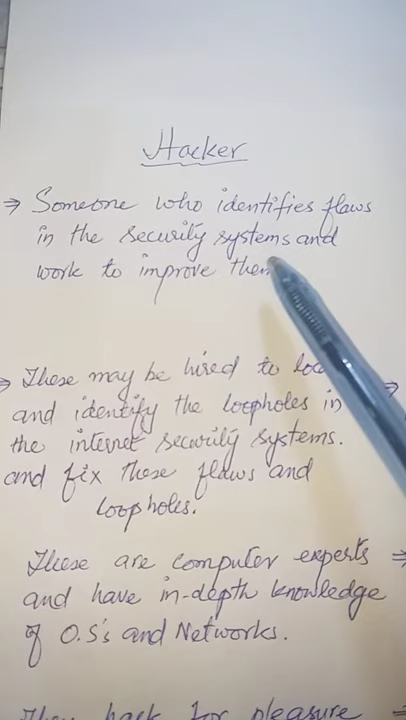 Hacker
⇒ Someone who identifies flaws
in the security systems and
work to improve them
⇒ These may be hired to
and identify the loopholes in
the internet security systems.
and fix these flaws and
loopholes.
These are computer experts
and have in-depth knowledge
of O.S's and Networks.
They hack for pleasure